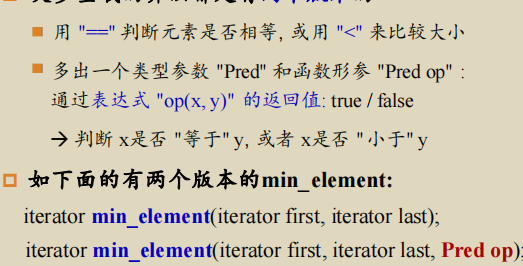 用 "==" 判断元素是否相等, 或用 "<" 来比较大小
多出一个类型参数 "Pred" 和函数形参 "Pred op" :
通过表达式 "op(x, y)" 的返回值: true / false
→ 判断 x是否 "等于" y, 或者 x是否 "小于" y
如下面的有两个版本的min_element:
iterator min_element(iterator first, iterator last);
iterator min_element(iterator first, iterator last, Pred op);